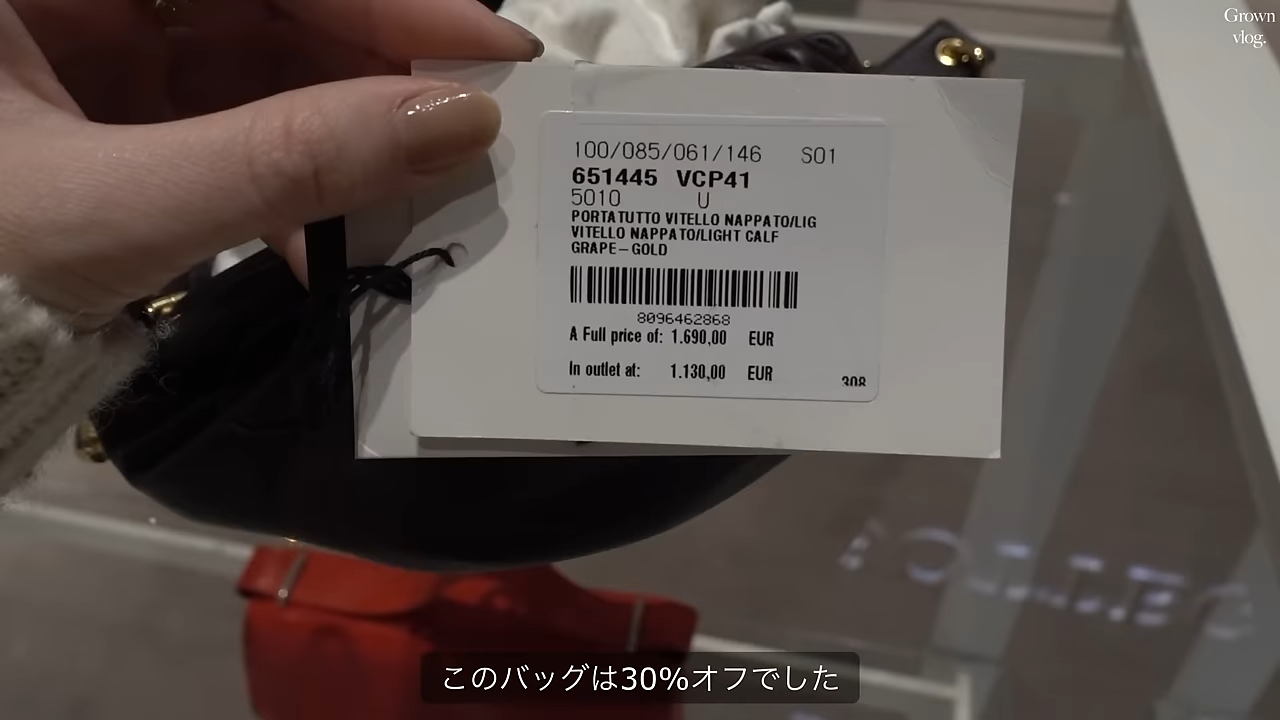 Grown
vlog.
100/085/061/146 S01
651445 VCP41
5010 U
PORTATUTTO VITELLO NAPPATO/LIG
VITELLO NAPPATO/LIGHT CALF
GRAPE-GOLD
8096462868
A Full price of: 1.690,00 EUR
In outlet at: 1.130,00 EUR
308
このバッグは30%オフでした